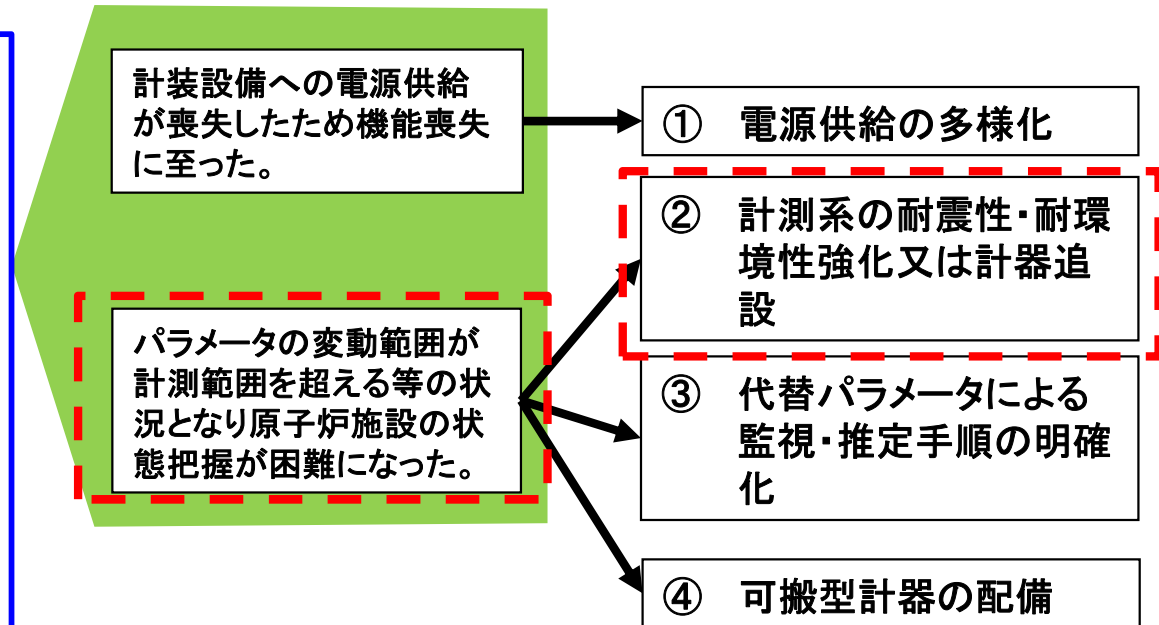 計装設備への電源供給
が喪失したため機能喪失
に至った。
① 電源供給の多様化
② 計測系の耐震性・耐環
境性強化又は計器追
設
パラメータの変動範囲が
計測範囲を超える等の状
況となり原子炉施設の状
態把握が困難になった。
③ 代替パラメータによる
監視・推定手順の明確
化
④ 可搬型計器の配備